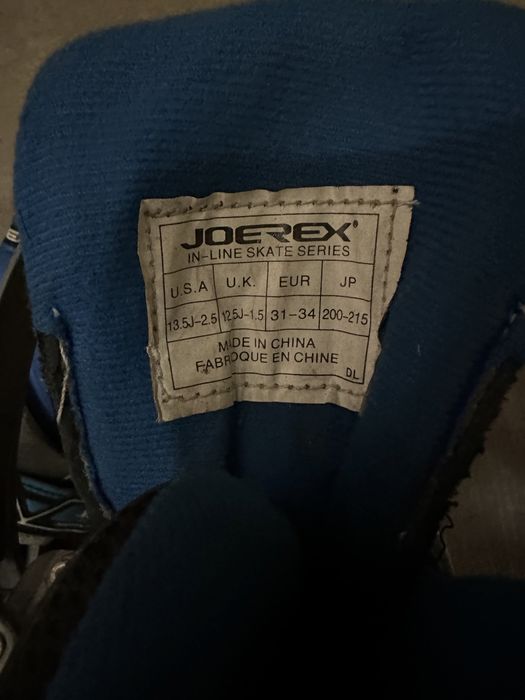 JOEREX
IN-LINE SKATE SERIES
U.S.A U.K. EUR JP
13.5J-2.5 12.5J-1.5 31-34 200-215
MADE IN CHINA
FABROQUE EN CHINE
DL